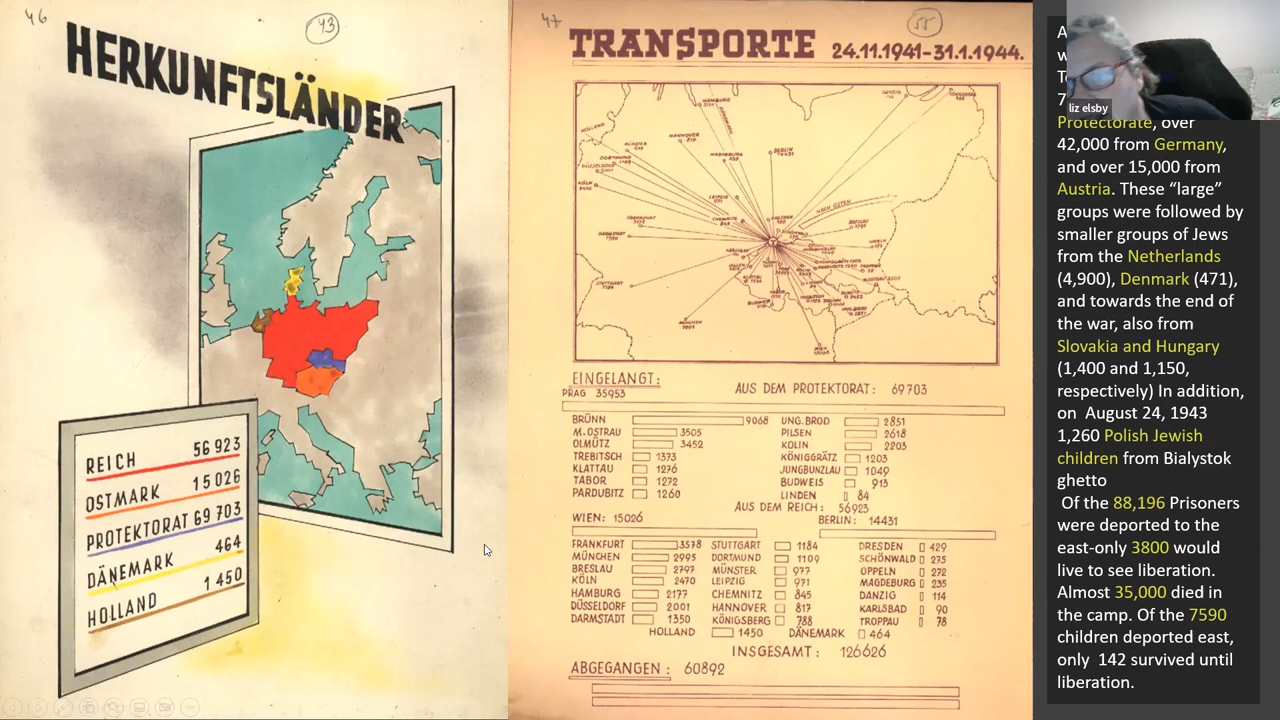 46
43
HERKUNFTSLÄNDER
REICH 56 923
OSTMARK 15 026
PROTEKTORAT 69 703
DÄNEMARK 464
HOLLAND 1 450
47
55
TRANSPORTE 24.11.1941-31.1.1944.
HAMBURG
HANNOVER
BERLIN
LEIPZIG
NACH OSTEN
STUTTGART
MÜNCHEN
WIEN
EINGELANGT:
PRAG 35953
AUS DEM PROTEKTORAT: 69703
BRÜNN 9068
M.OSTRAU 3505
OLMÜTZ 3452
TREBITSCH 1373
KLATTAU 1276
TABOR 1272
PARDUBITZ 1260
UNG.BROD 2851
PILSEN 2618
KOLIN 2203
KÖNIGGRÄTZ 1203
JUNGBUNZLAU 1049
BUDWEIS 913
LINDEN 84
AUS DEM REICH: 56923
WIEN: 15026
BERLIN: 14431
FRANKFURT 3578
MÜNCHEN 2995
BRESLAU 2797
KÖLN 2470
HAMBURG 2177
DÜSSELDORF 2001
DARMSTADT 1350
STUTTGART 1184
DORTMUND 1109
MÜNSTER 977
LEIPZIG 971
CHEMNITZ 845
HANNOVER 817
KÖNIGSBERG 788
DRESDEN 429
SCHÖNWALD 275
OPPELN 272
MAGDEBURG 235
DANZIG 114
KARLSBAD 90
TROPPAU 78
HOLLAND 1450 DÄNEMARK 464
INSGESAMT: 126626
ABGEGANGEN: 60892
liz elsby
Protectorate, over
42,000 from Germany,
and over 15,000 from
Austria. These “large”
groups were followed by
smaller groups of Jews
from the Netherlands
(4,900), Denmark (471),
and towards the end of
the war, also from
Slovakia and Hungary
(1,400 and 1,150,
respectively) In addition,
on August 24, 1943
1,260 Polish Jewish
children from Bialystok
ghetto
Of the 88,196 Prisoners
were deported to the
east-only 3800 would
live to see liberation.
Almost 35,000 died in
the camp. Of the 7590
children deported east,
only 142 survived until
liberation.